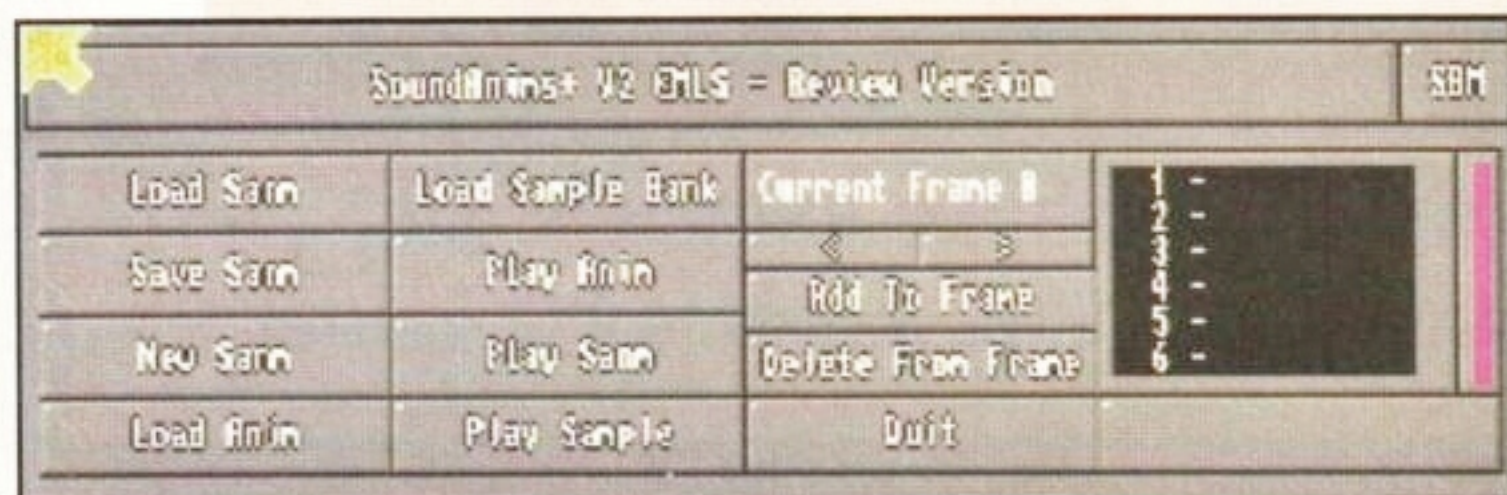 SoundAnims+ V2 EMLS - Review Version SBM
Load Sam Load Sample Bank Current Frame 0
Save Sam Play Anim < >
Add To Frame
New Sam Play Sam Delete From Frame
Load Anim Play Sample Quit
1 -
2 -
3 -
4 -
5 -
6 -